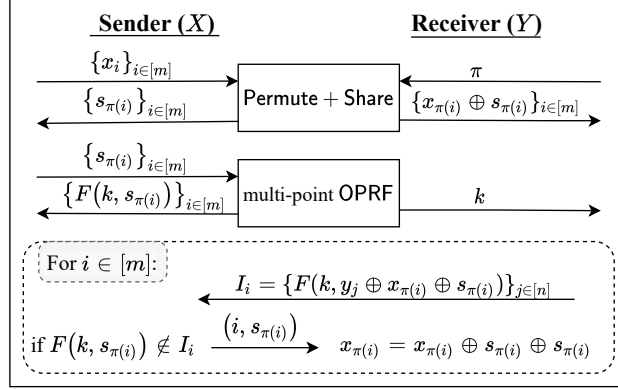 Sender (X) Receiver (Y)
{x_i}_{i∈[m]} π
Permute + Share
{s_{π(i)}}_{i∈[m]} {x_{π(i)} ⊕ s_{π(i)}}_{i∈[m]}
{s_{π(i)}}_{i∈[m]}
multi-point OPRF
{F(k, s_{π(i)})}_{i∈[m]} k
For i ∈ [m]:
I_i = {F(k, y_j ⊕ x_{π(i)} ⊕ s_{π(i)})}_{j∈[n]}
if F(k, s_{π(i)}) ∉ I_i (i, s_{π(i)}) x_{π(i)} = x_{π(i)} ⊕ s_{π(i)} ⊕ s_{π(i)}